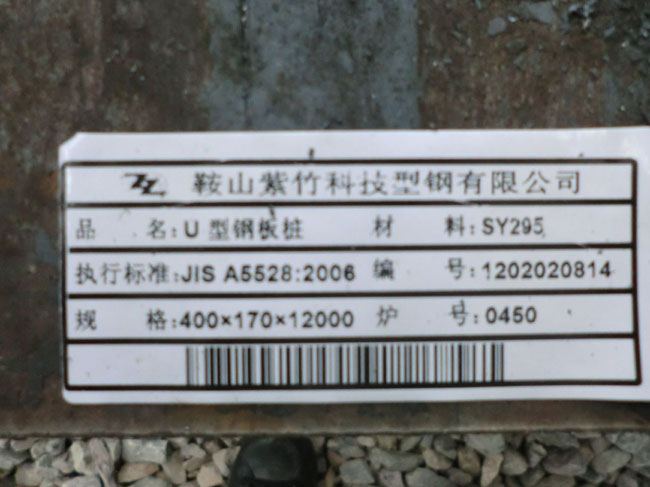 ZZ 鞍山紫竹科技型钢有限公司
品 名:U 型钢板桩 材 料:SY295
执行标准:JIS A5528:2006 编 号:1202020814
规 格:400×170×12000 炉 号:0450